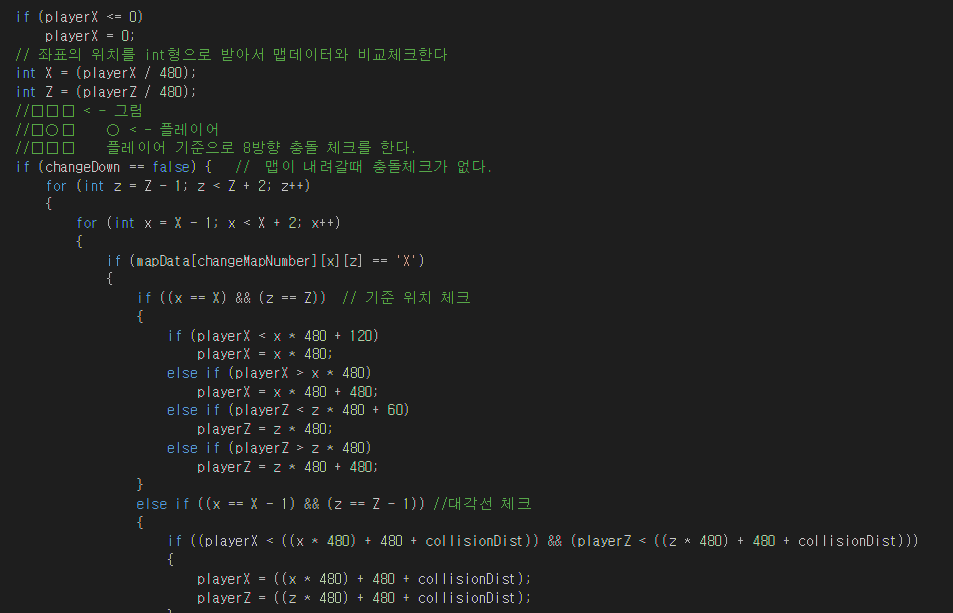 if (playerX <= 0)
    playerX = 0;
// 좌표의 위치를 int형으로 받아서 맵데이터와 비교체크한다
int X = (playerX / 480);
int Z = (playerZ / 480);
//□□□ <- 그림
//□○□    ○ <- 플레이어
//□□□    플레이어 기준으로 8방향 충돌 체크를 한다.
if (changeDown == false) {   //  맵이 내려갈때 충돌체크가 없다.
    for (int z = Z - 1; z < Z + 2; z++)
    {
        for (int x = X - 1; x < X + 2; x++)
        {
            if (mapData[changeMapNumber][x][z] == 'X')
            {
                if ((x == X) && (z == Z))  // 기준 위치 체크
                {
                    if (playerX < x * 480 + 120)
                        playerX = x * 480;
                    else if (playerX > x * 480)
                        playerX = x * 480 + 480;
                    else if (playerZ < z * 480 + 60)
                        playerZ = z * 480;
                    else if (playerZ > z * 480)
                        playerZ = z * 480 + 480;
                }
                else if ((x == X - 1) && (z == Z - 1)) //대각선 체크
                {
                    if ((playerX < ((x * 480) + 480 + collisionDist)) && (playerZ < ((z * 480) + 480 + collisionDist)))
                    {
                        playerX = ((x * 480) + 480 + collisionDist);
                        playerZ = ((z * 480) + 480 + collisionDist);